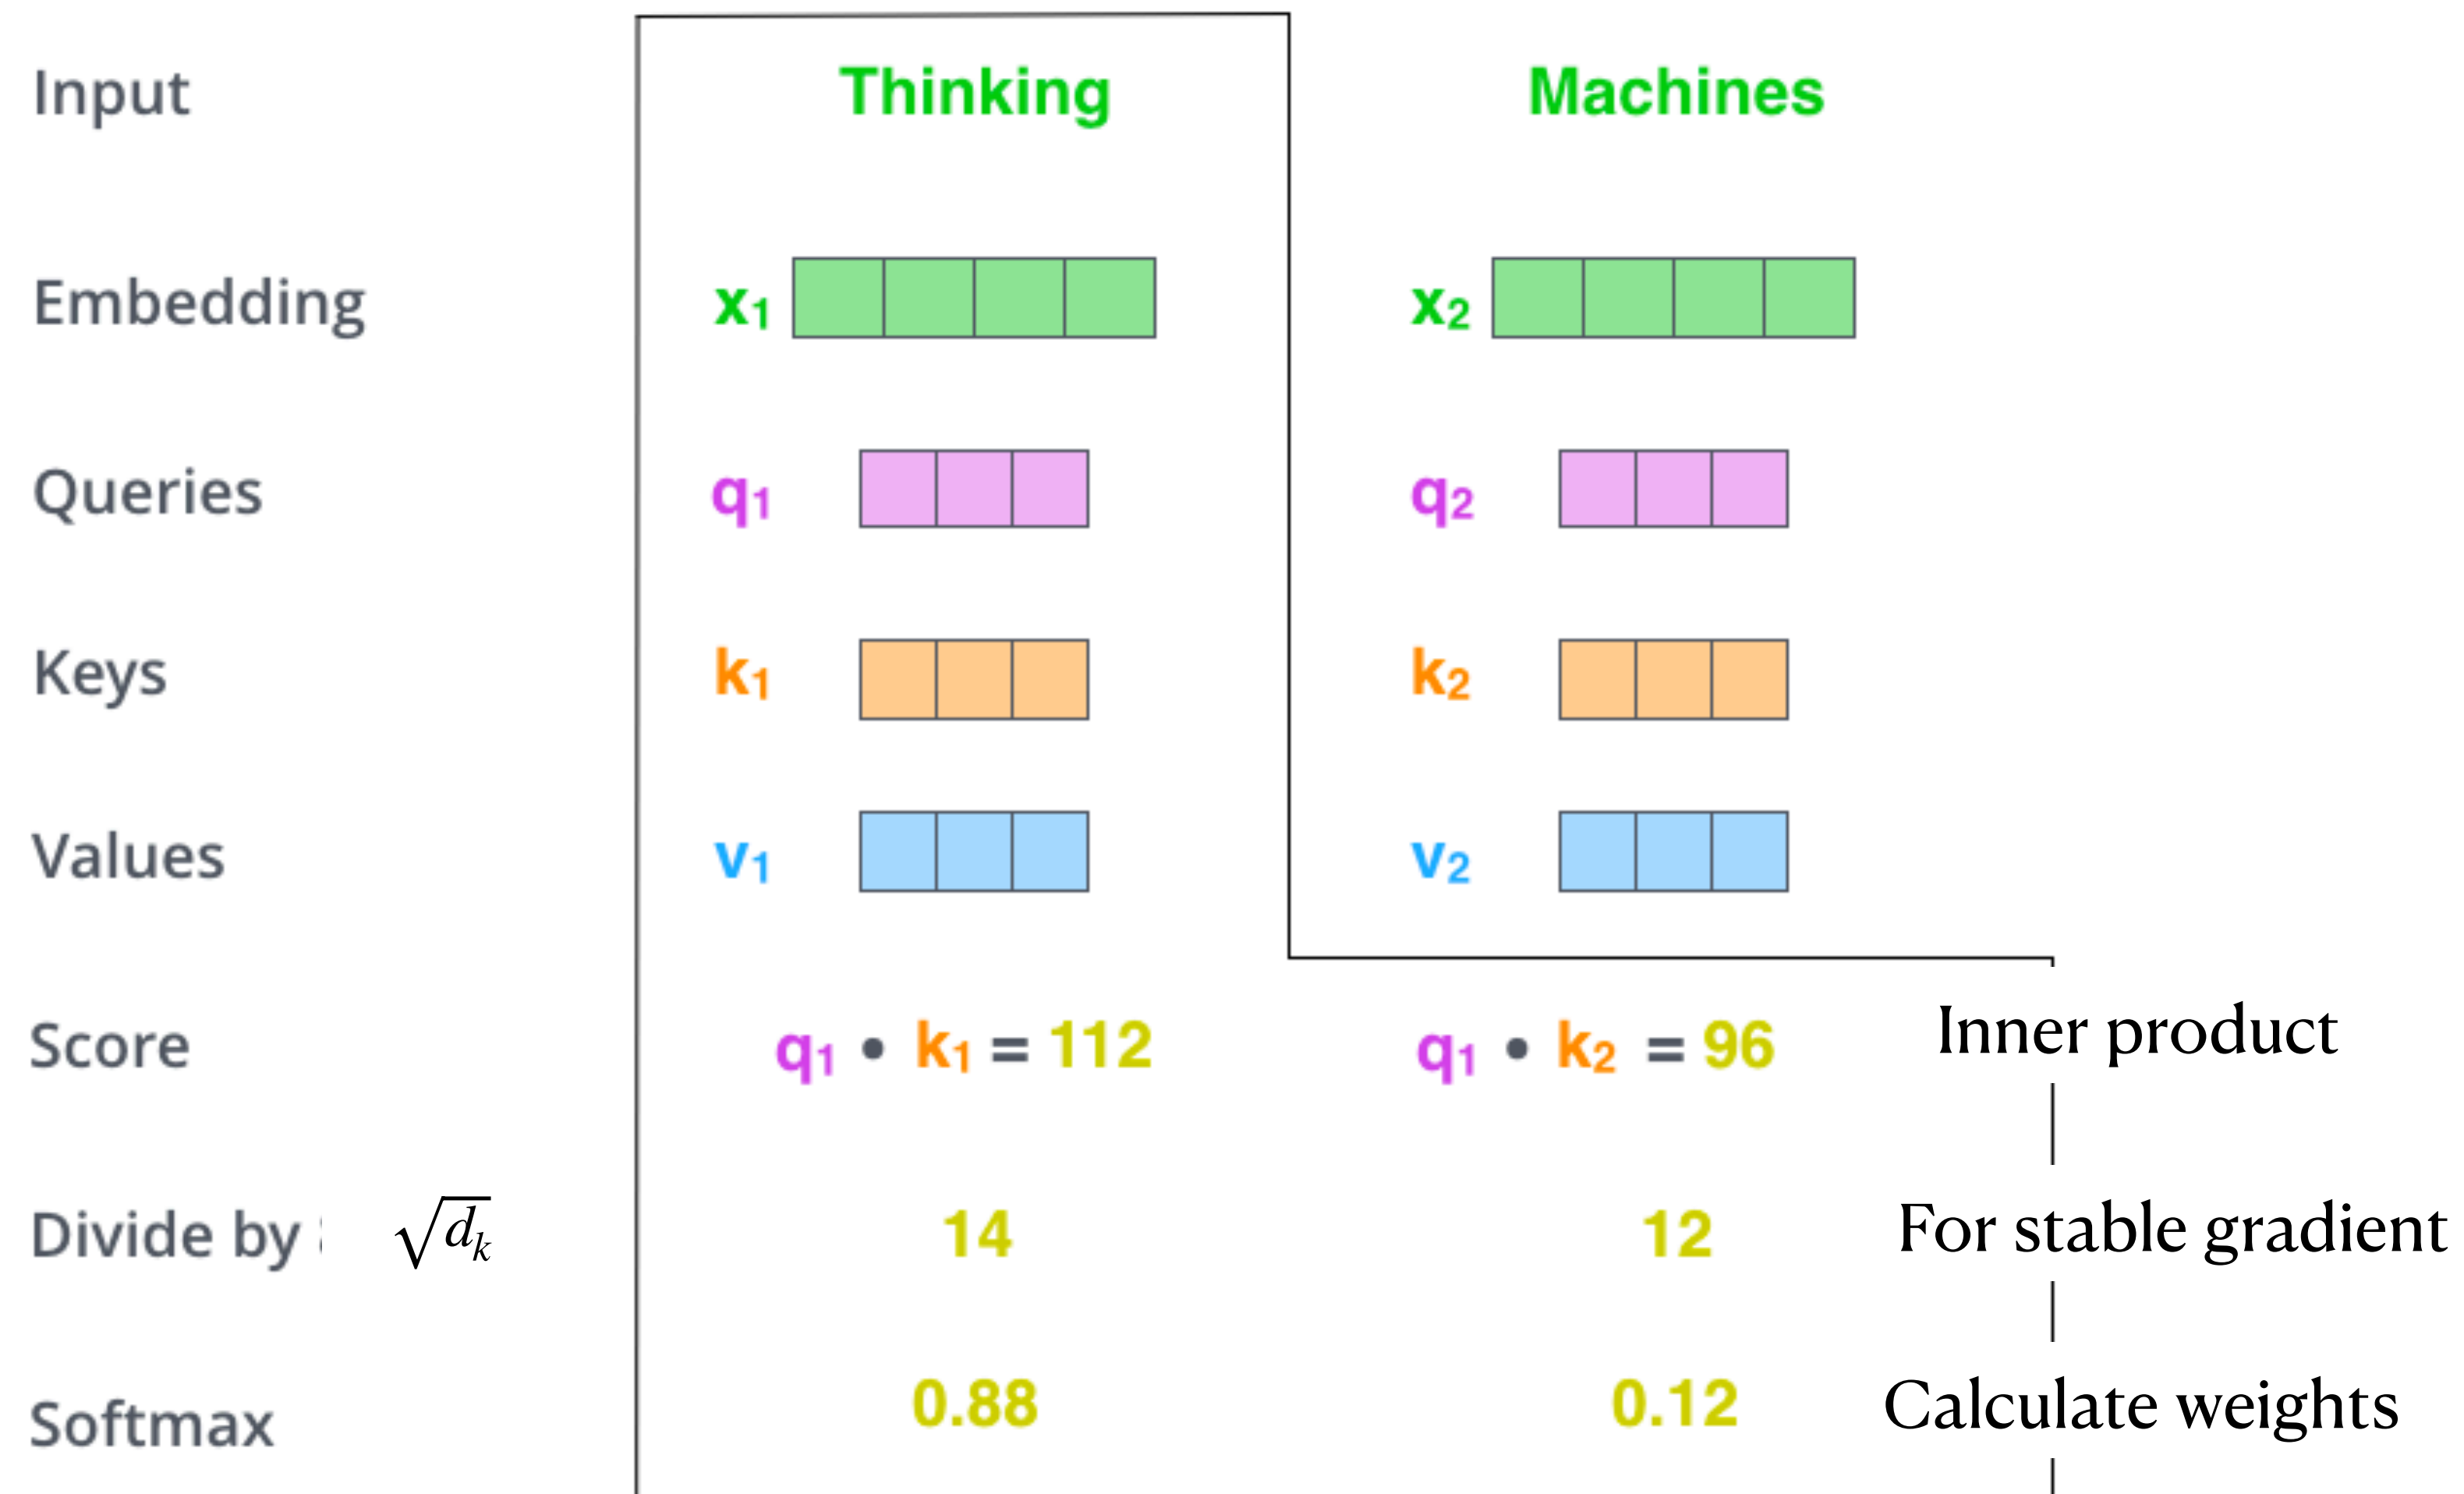 Input Thinking Machines
Embedding x1 x2
Queries q1 q2
Keys k1 k2
Values v1 v2
Score q1 • k1 = 112 q1 • k2 = 96 Inner product
Divide by √dk 14 12 For stable gradient
Softmax 0.88 0.12 Calculate weights